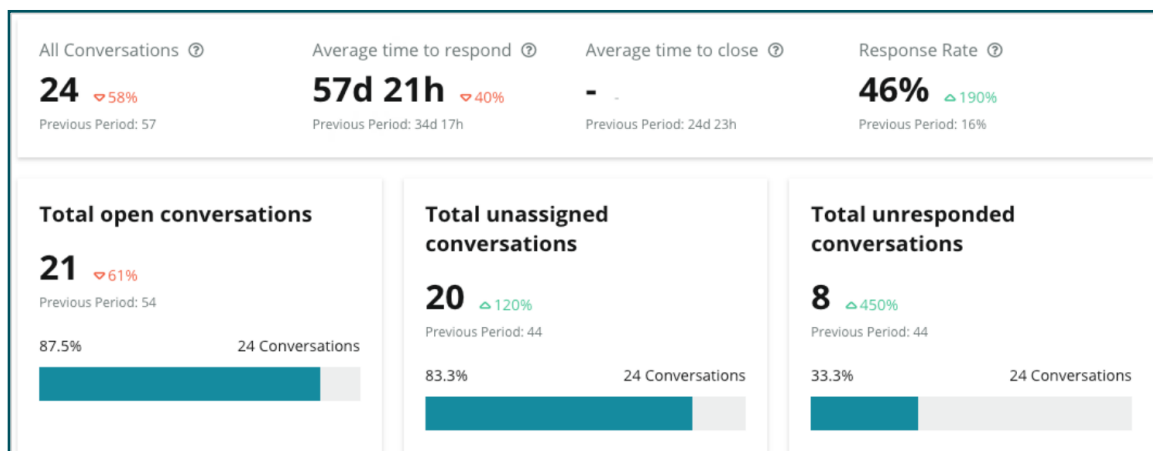 All Conversations ?
24 58%
Previous Period: 57
Average time to respond ?
57d 21h 40%
Previous Period: 34d 17h
Average time to close ?
- -
Previous Period: 24d 23h
Response Rate ?
46% 190%
Previous Period: 16%
Total open conversations
21 61%
Previous Period: 54
87.5% 24 Conversations
Total unassigned
conversations
20 120%
Previous Period: 44
83.3% 24 Conversations
Total unresponded
conversations
8 450%
Previous Period: 44
33.3% 24 Conversations